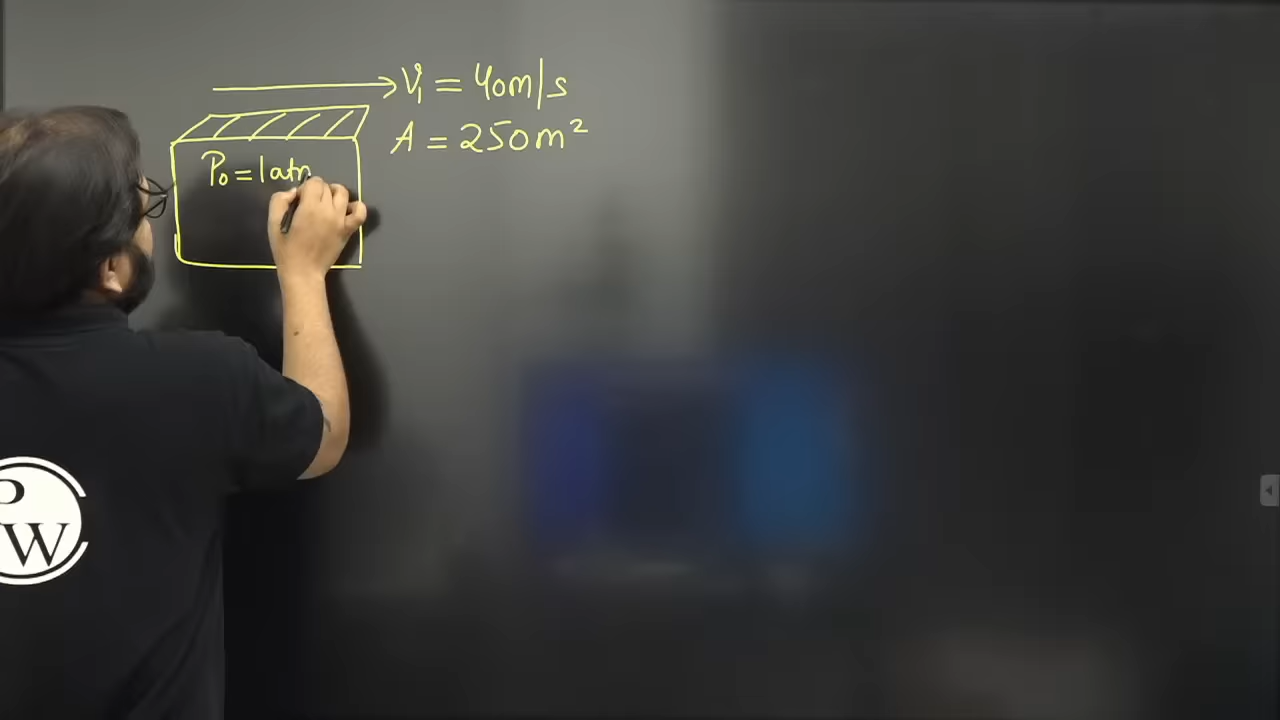 V₁ = 40m/s
A = 250m²
P₀ = 1atm
P
W